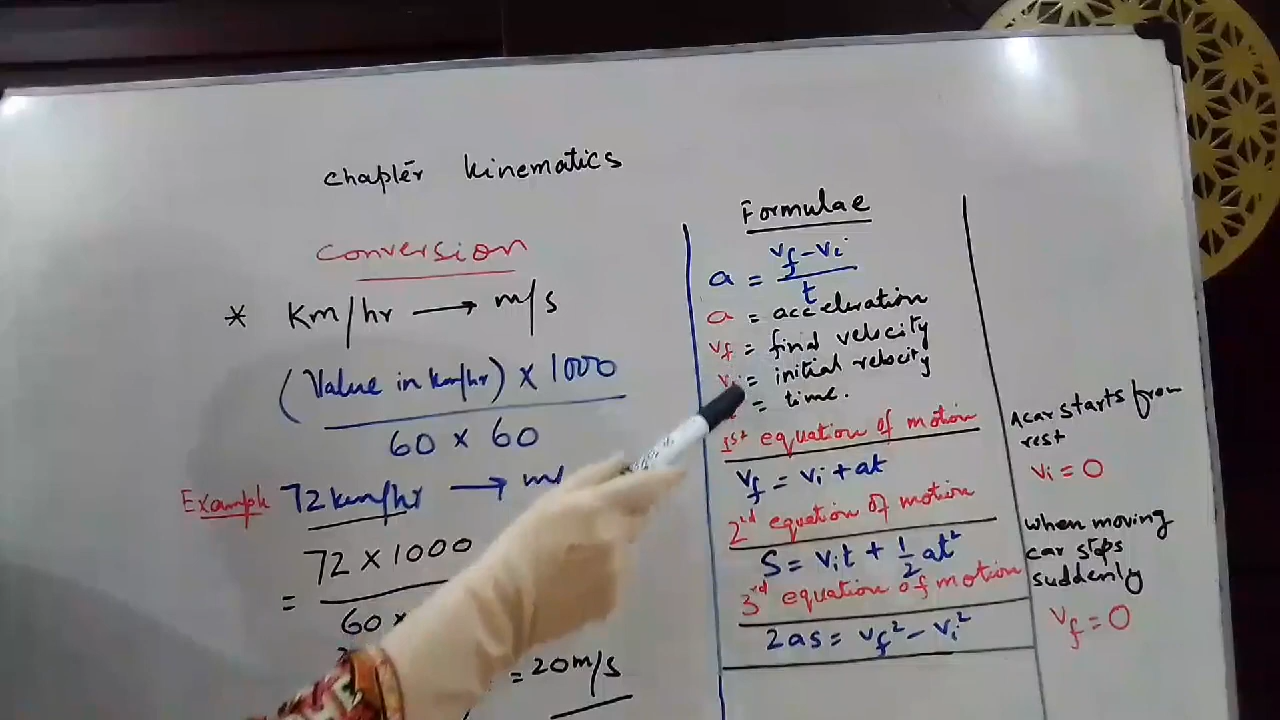 Chapter Kinematics
Conversion
* Km/hr → m/s
(Value in km/hr) × 1000
60 × 60
Example 72 km/hr →
72 × 1000
=
60 ×
= 20 m/s
Formulae
a = vf - vi
t
a = acceleration
vf = final velocity
vi = initial velocity
= time.
1st equation of motion
vf = vi + at
2nd equation of motion
S = vit + 1/2 at²
3rd equation of motion
2as = vf² - vi²
A car starts from
rest
vi = 0
when moving
car stops
suddenly
vf = 0